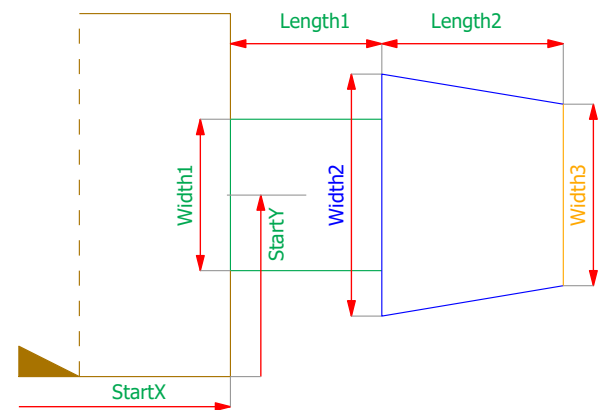 Length1
Length2
Width1
StartY
Width2
Width3
StartX